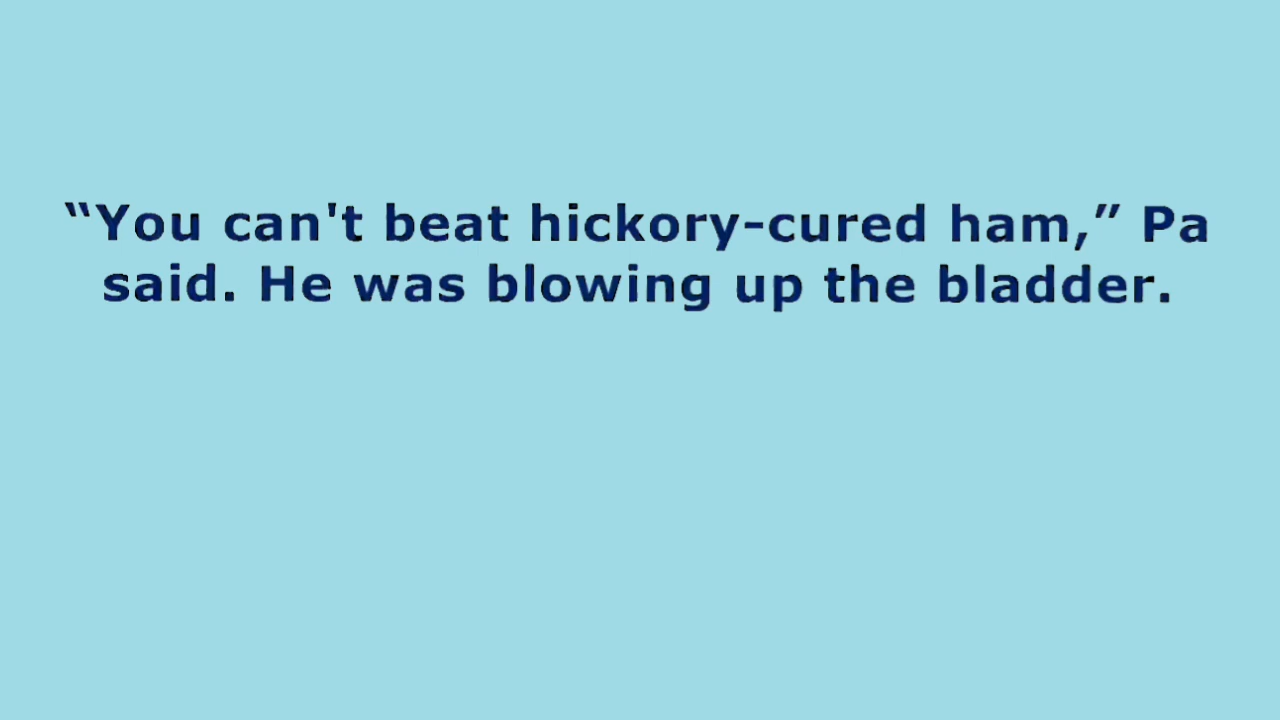 “You can't beat hickory-cured ham,” Pa
said. He was blowing up the bladder.